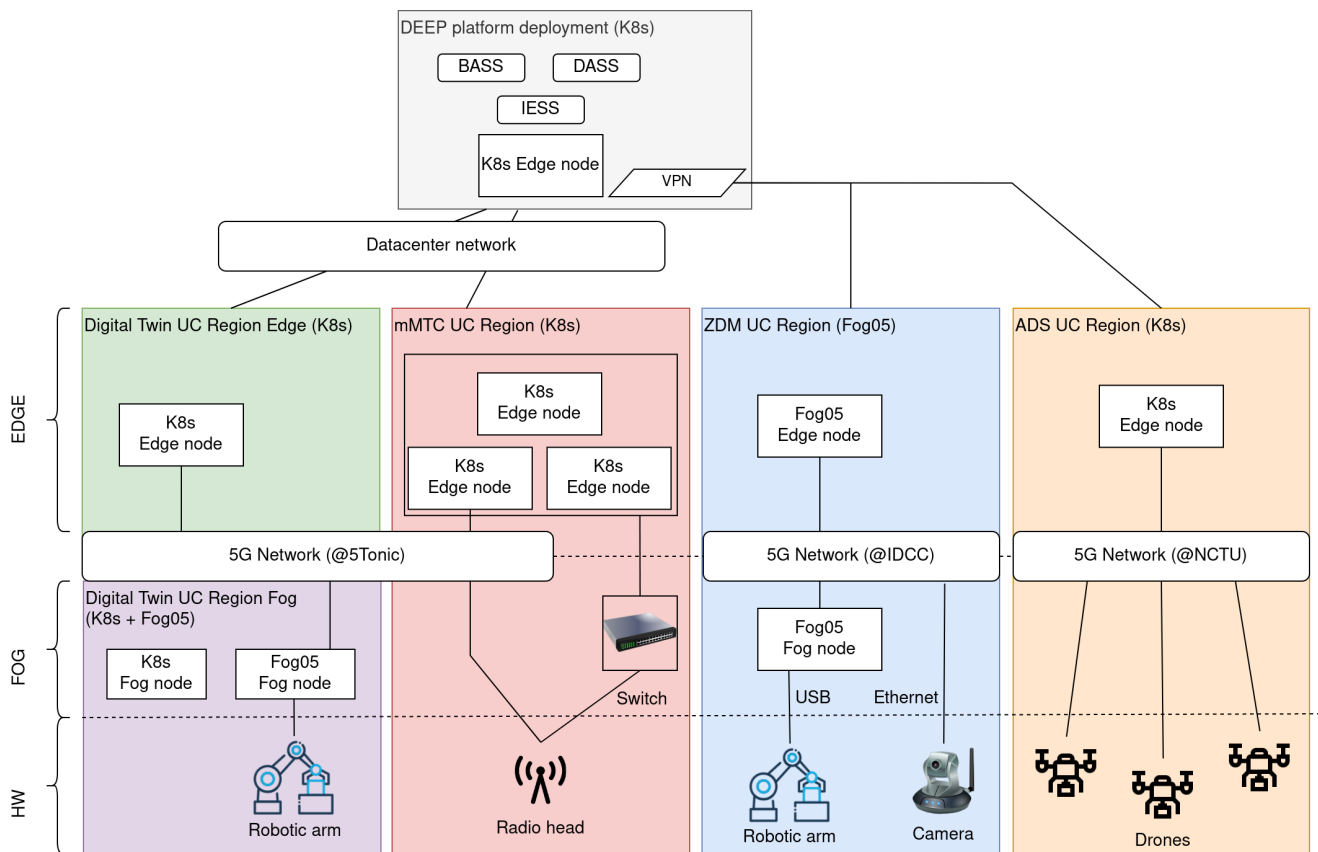 DEEP platform deployment (K8s)
BASS
DASS
IESS
K8s Edge node
VPN
Datacenter network
Digital Twin UC Region Edge (K8s)
mMTC UC Region (K8s)
ZDM UC Region (Fog05)
ADS UC Region (K8s)
EDGE
K8s
Edge node
K8s
Edge node
K8s
Edge node
K8s
Edge node
Fog05
Edge node
K8s
Edge node
5G Network (@5Tonic)
5G Network (@IDCC)
5G Network (@NCTU)
FOG
Digital Twin UC Region Fog
(K8s + Fog05)
K8s
Fog node
Fog05
Fog node
Switch
Fog05
Fog node
USB
Ethernet
HW
Robotic arm
Radio head
Robotic arm
Camera
Drones